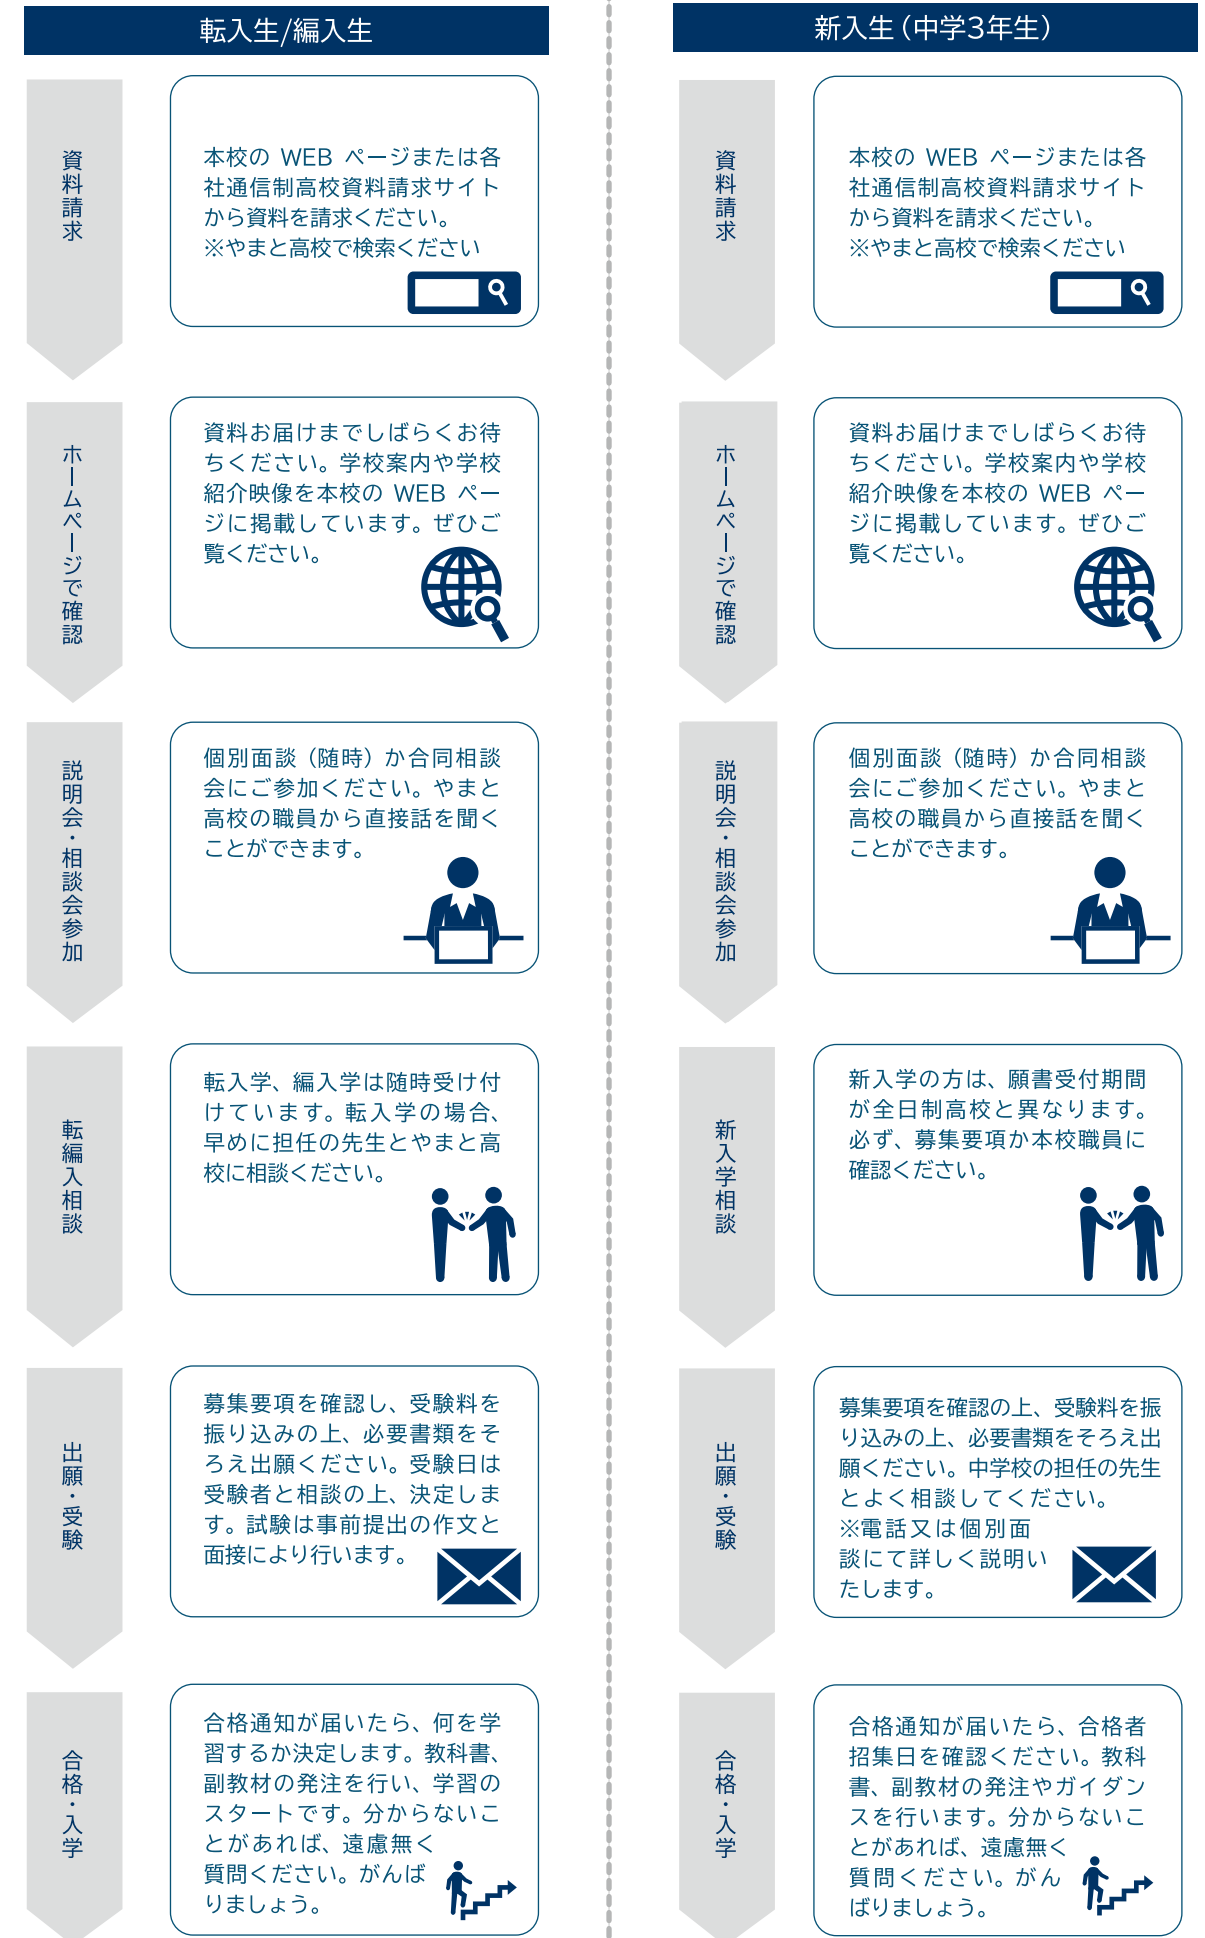 転入生/編入生
資料請求
本校の WEB ページまたは各
社通信制高校資料請求サイト
から資料を請求ください。
※やまと高校で検索ください
ホームページで確認
資料お届けまでしばらくお待
ちください。学校案内や学校
紹介映像を本校の WEB ペー
ジに掲載しています。ぜひご
覧ください。
説明会・相談会参加
個別面談（随時）か合同相談
会にご参加ください。やまと
高校の職員から直接話を聞く
ことができます。
転編入相談
転入学、編入学は随時受け付
けています。転入学の場合、
早めに担任の先生とやまと高
校に相談ください。
出願・受験
募集要項を確認し、受験料を
振り込みの上、必要書類をそ
ろえ出願ください。受験日は
受験者と相談の上、決定しま
す。試験は事前提出の作文と
面接により行います。
合格・入学
合格通知が届いたら、何を学
習するか決定します。教科書、
副教材の発注を行い、学習の
スタートです。分からないこ
とがあれば、遠慮無く
質問ください。がんば
りましょう。
新入生（中学3年生）
資料請求
本校の WEB ページまたは各
社通信制高校資料請求サイト
から資料を請求ください。
※やまと高校で検索ください
ホームページで確認
資料お届けまでしばらくお待
ちください。学校案内や学校
紹介映像を本校の WEB ペー
ジに掲載しています。ぜひご
覧ください。
説明会・相談会参加
個別面談（随時）か合同相談
会にご参加ください。やまと
高校の職員から直接話を聞く
ことができます。
新入学相談
新入学の方は、願書受付期間
が全日制高校と異なります。
必ず、募集要項か本校職員に
確認ください。
出願・受験
募集要項を確認の上、受験料を振
り込みの上、必要書類をそろえ出
願ください。中学校の担任の先生
とよく相談してください。
※電話又は個別面
談にて詳しく説明い
たします。
合格・入学
合格通知が届いたら、合格者
招集日を確認ください。教科
書、副教材の発注やガイダン
スを行います。分からないこ
とがあれば、遠慮無く
質問ください。がん
ばりましょう。